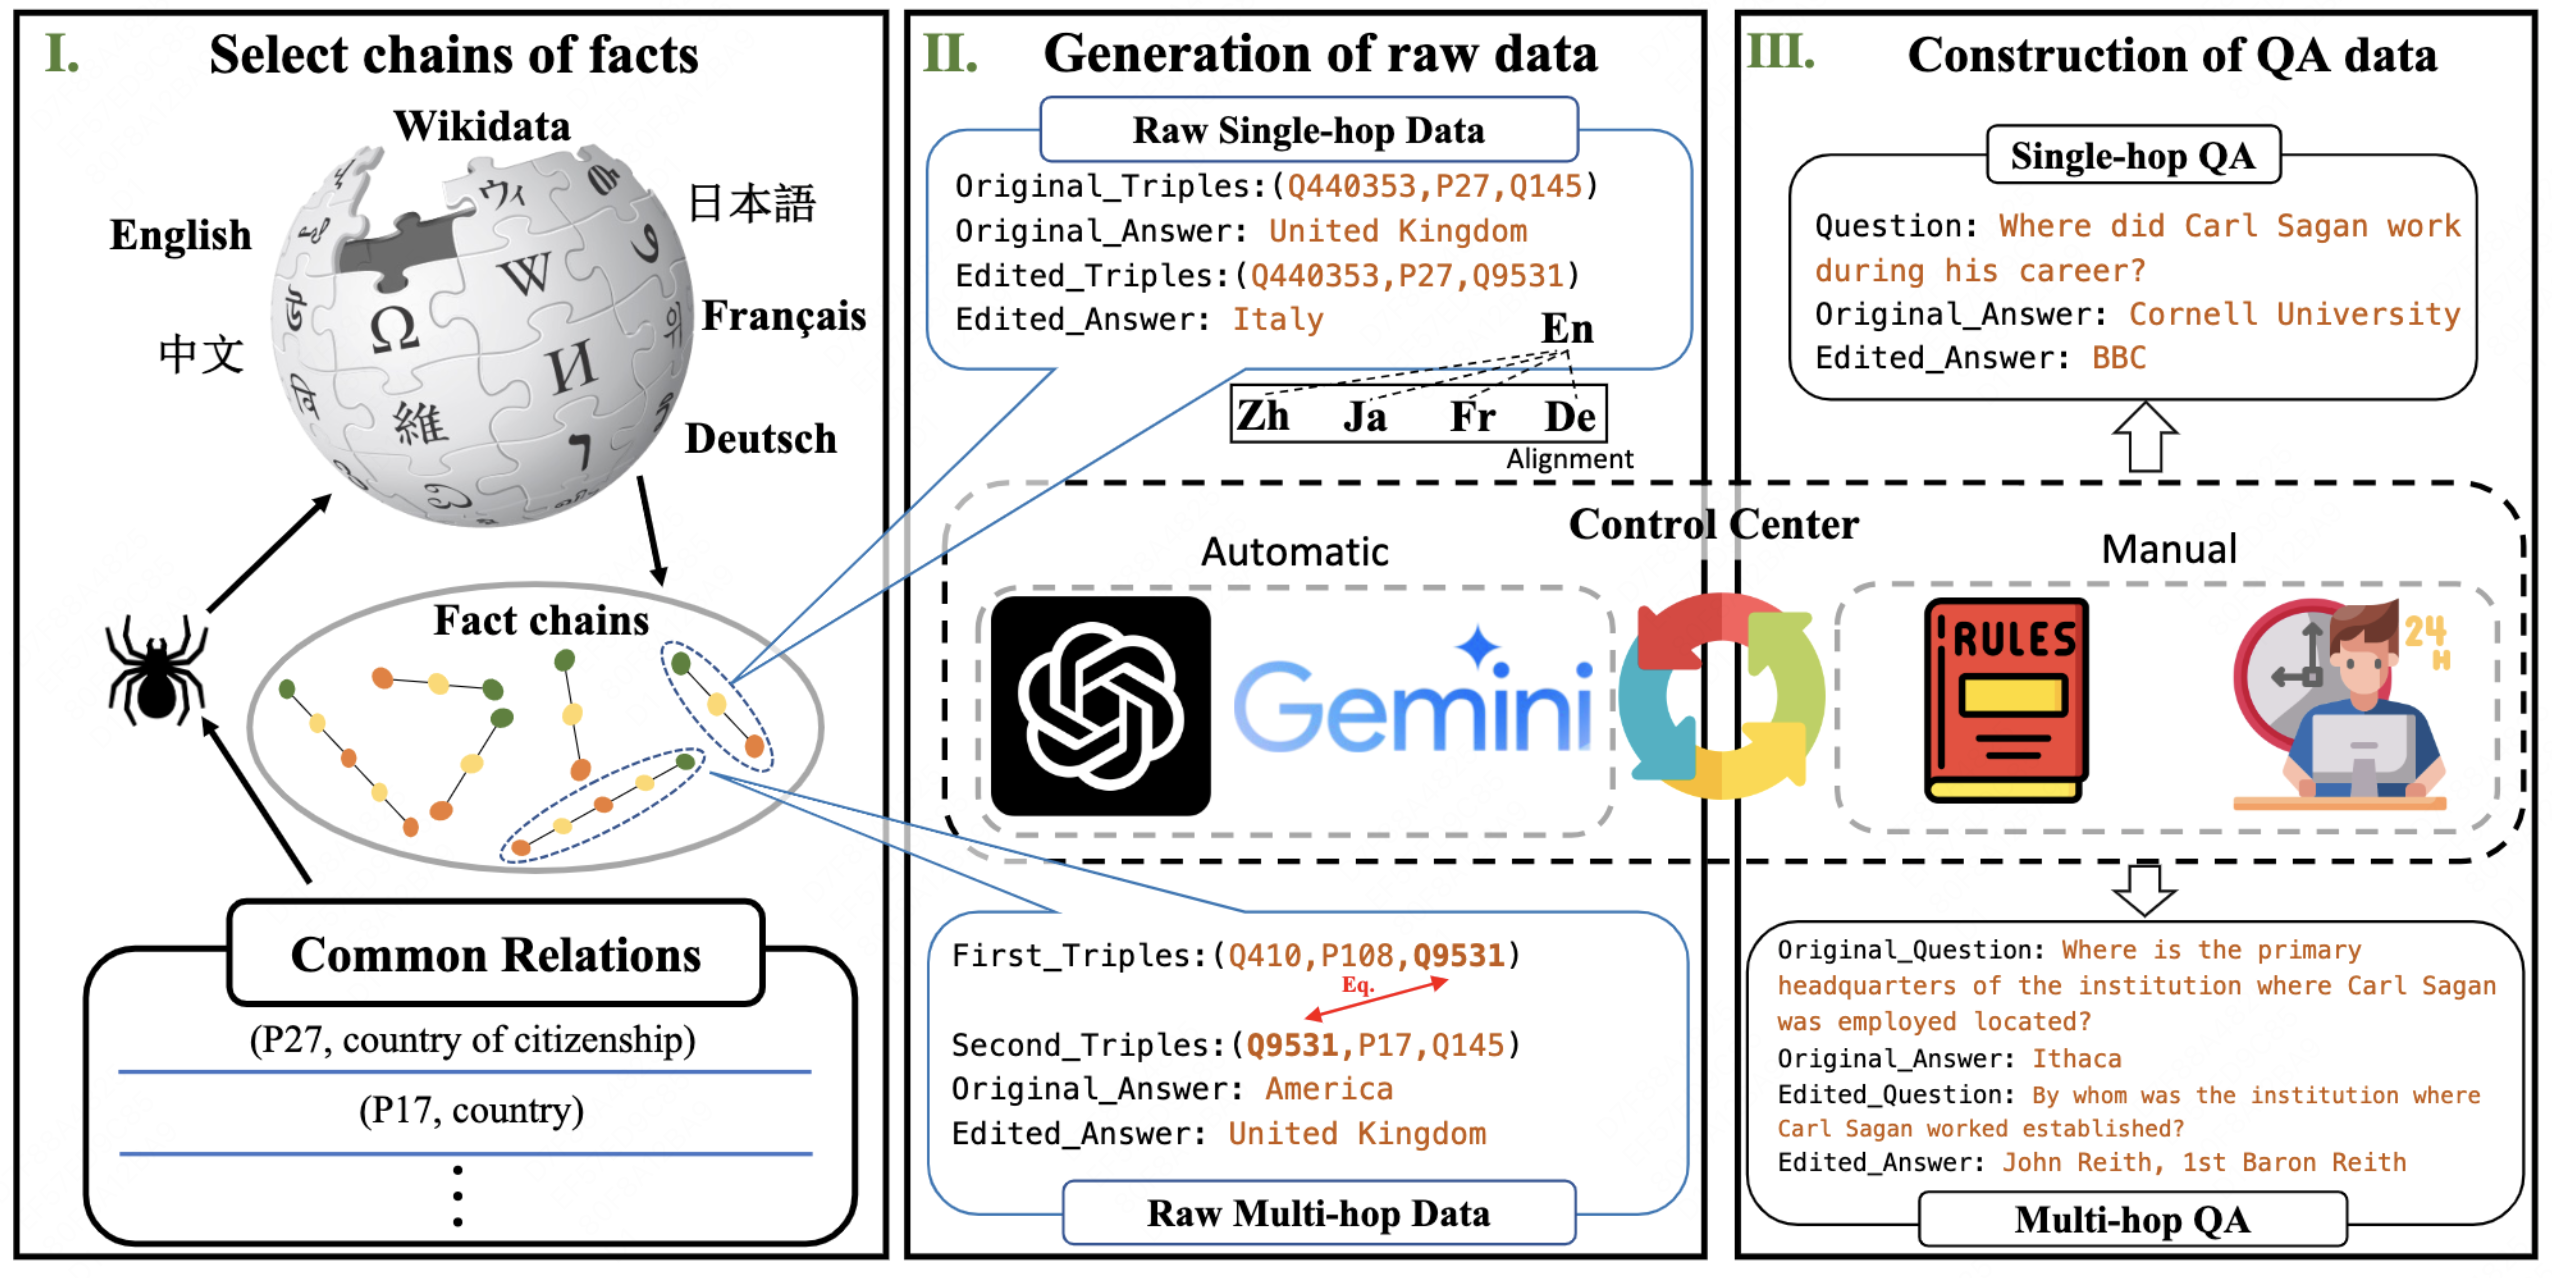 I. Select chains of facts
Wikidata
English
日本語
中文
Français
Deutsch
Ω
W
И
維
ウィ
Fact chains
Common Relations
(P27, country of citizenship)
(P17, country)
II. Generation of raw data
Raw Single-hop Data
Original_Triples:(Q440353,P27,Q145)
Original_Answer: United Kingdom
Edited_Triples:(Q440353,P27,Q9531)
Edited_Answer: Italy
En
Zh Ja Fr De
Alignment
Control Center
Automatic
Gemini
Manual
RULES
24
H
First_Triples:(Q410,P108,Q9531)
Eq.
Second_Triples:(Q9531,P17,Q145)
Original_Answer: America
Edited_Answer: United Kingdom
Raw Multi-hop Data
III. Construction of QA data
Single-hop QA
Question: Where did Carl Sagan work
during his career?
Original_Answer: Cornell University
Edited_Answer: BBC
Original_Question: Where is the primary
headquarters of the institution where Carl Sagan
was employed located?
Original_Answer: Ithaca
Edited_Question: By whom was the institution where
Carl Sagan worked established?
Edited_Answer: John Reith, 1st Baron Reith
Multi-hop QA